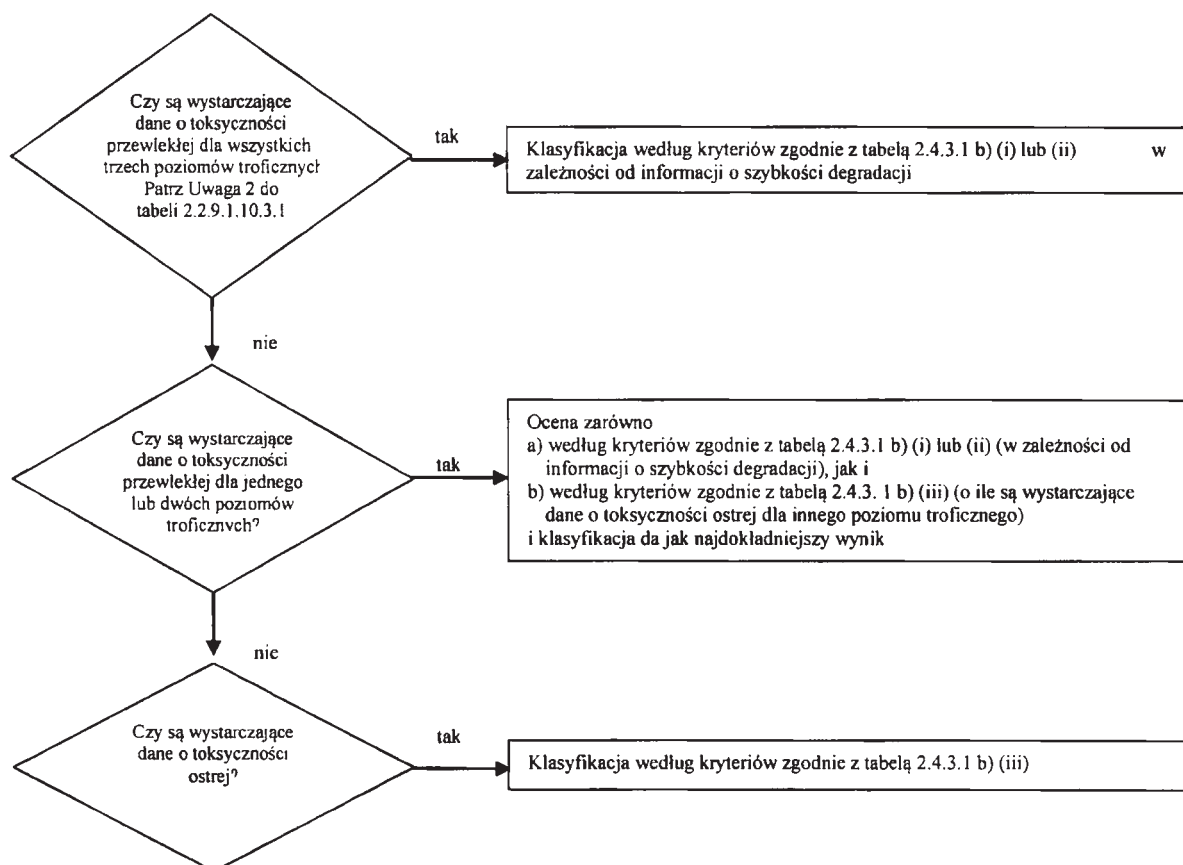 Czy są wystarczające
dane o toksyczności
przewlekłej dla wszystkich
trzech poziomów troficznych
Patrz Uwaga 2 do
tabeli 2.2.9.1.10.3.1
tak
Klasyfikacja według kryteriów zgodnie z tabelą 2.4.3.1 b) (i) lub (ii) w
zależności od informacji o szybkości degradacji
nie
Czy są wystarczające
dane o toksyczności
przewlekłej dla jednego
lub dwóch poziomów
troficznych?
tak
Ocena zarówno
a) według kryteriów zgodnie z tabelą 2.4.3.1 b) (i) lub (ii) (w zależności od
informacji o szybkości degradacji), jak i
b) według kryteriów zgodnie z tabelą 2.4.3. 1 b) (iii) (o ile są wystarczające
dane o toksyczności ostrej dla innego poziomu troficznego)
i klasyfikacja da jak najdokładniejszy wynik
nie
Czy są wystarczające
dane o toksyczności
ostrej?
tak
Klasyfikacja według kryteriów zgodnie z tabelą 2.4.3.1 b) (iii)